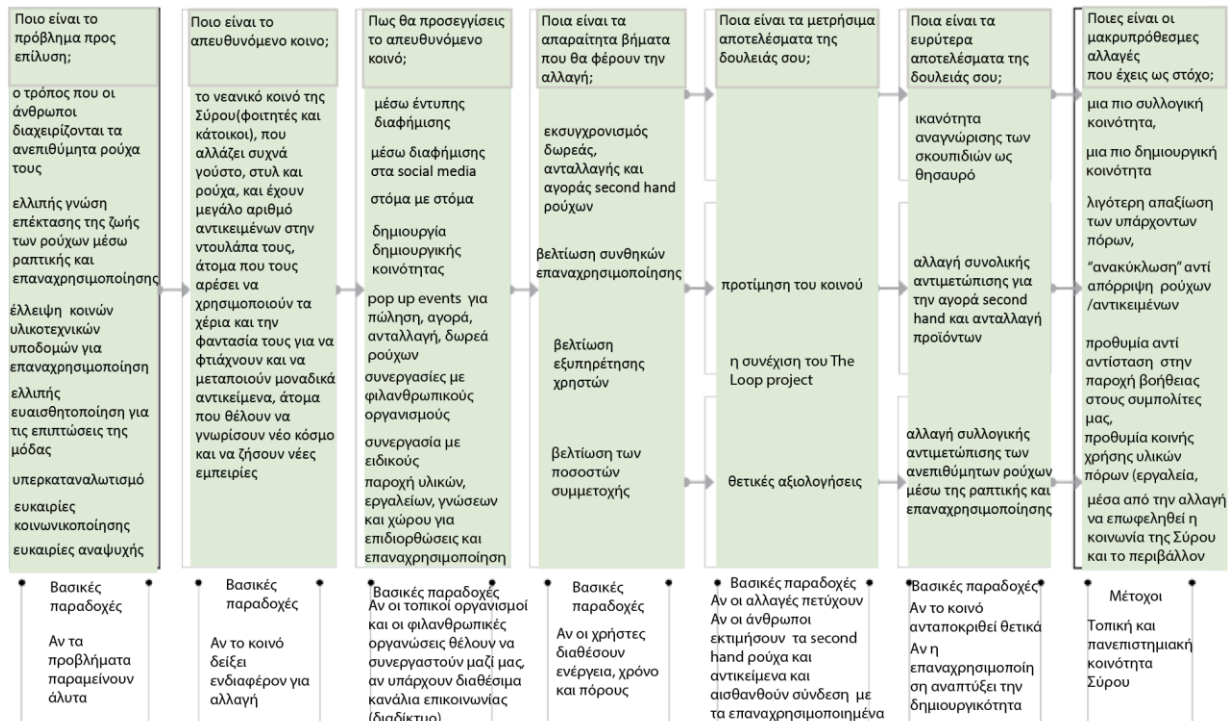 Ποιο είναι το
πρόβλημα προς
επίλυση;
ο τρόπος που οι
άνθρωποι
διαχειρίζονται τα
ανεπιθύμητα ρούχα
τους
ελλιπής γνώση
επέκτασης της ζωής
των ρούχων μέσω
ραπτικής και
επαναχρησιμοποίησης
έλλειψη κοινών
υλικοτεχνικών
υποδομών για
επαναχρησιμοποίηση
ελλιπής
ευαισθητοποίηση για
τις επιπτώσεις της
μόδας
υπερκαταναλωτισμό
ευκαιρίες
κοινωνικοποίησης
ευκαιρίες αναψυχής
Βασικές
παραδοχές
Αν τα
προβλήματα
παραμείνουν
άλυτα
Ποιο είναι το
απευθυνόμενο κοινο;
το νεανικό κοινό της
Σύρου(φοιτητές και
κάτοικοι), που
αλλάζει συχνά
γούστο, στυλ και
ρούχα, και έχουν
μεγάλο αριθμό
αντικειμένων στην
ντουλάπα τους,
άτομα που τους
αρέσει να
χρησιμοποιούν τα
χέρια και την
φαντασία τους για να
φτιάχνουν και να
μεταποιούν μοναδικά
αντικείμενα, άτομα
που θέλουν να
γνωρίσουν νέο κόσμο
και να ζήσουν νέες
εμπειρίες
Βασικές
παραδοχές
Αν το κοινό
δείξει
ενδιαφέρον για
αλλαγή
Πως θα προσεγγίσεις
το απευθυνόμενο
κοινό;
μέσω έντυπης
διαφήμισης
μέσω διαφήμισης
στα social media
στόμα με στόμα
δημιουργία
δημιουργικής
κοινότητας
pop up events για
πώληση, αγορά,
ανταλλαγή, δωρεά
ρούχων
συνεργασίες με
φιλανθρωπικούς
οργανισμούς
συνεργασία με
ειδικούς
παροχή υλικών,
εργαλείων, γνώσεων
και χώρου για
επιδιορθώσεις και
επαναχρησιμοποίηση
Βασικές παραδοχές
Αν οι τοπικοί οργανισμοί
και οι φιλανθρωπικές
οργανώσεις θέλουν να
συνεργαστούν μαζί μας,
αν υπάρχουν διαθέσιμα
κανάλια επικοινωνίας
(διαδίκτυο)
Ποια είναι τα
απαραίτητα βήματα
που θα φέρουν την
αλλαγή;
εκσυγχρονισμός
δωρεάς,
ανταλλαγής και
αγοράς second hand
ρούχων
βελτίωση συνθηκών
επαναχρησιμοποίησης
βελτίωση
εξυπηρέτησης
χρηστών
βελτίωση των
ποσοστών
συμμετοχής
Βασικές
παραδοχές
Αν οι χρήστες
διαθέσουν
ενέργεια, χρόνο
και πόρους
Ποια είναι τα μετρήσιμα
αποτελέσματα της
δουλειάς σου;
προτίμηση του κοινού
η συνέχιση του The
Loop project
θετικές αξιολογήσεις
Βασικές παραδοχές
Αν οι αλλαγές πετύχουν
Αν οι άνθρωποι
εκτιμήσουν τα second
hand ρούχα και
αντικείμενα και
αισθανθούν σύνδεση με
τα επαναχρησιμοποιημένα
Ποια είναι τα
ευρύτερα
αποτελέσματα της
δουλειάς σου;
ικανότητα
αναγνώρισης των
σκουπιδιών ως
θησαυρό
αλλαγή συνολικής
αντιμετώπισης για
την αγορά second
hand και ανταλλαγή
προϊόντων
αλλαγή συλλογικής
αντιμετώπισης των
ανεπιθύμητων ρούχων
μέσω της ραπτικής και
επαναχρησιμοποίησης
Βασικές παραδοχές
Αν το κοινό
ανταποκριθεί θετικά
Αν η
επαναχρησιμοποίη
ση αναπτύξει την
δημιουργικότητα
Ποιες είναι οι
μακρυπρόθεσμες
αλλαγές
που έχεις ως στόχο;
μια πιο συλλογική
κοινότητα,
μια πιο δημιουργική
κοινότητα
λιγότερη απαξίωση
των υπάρχοντων
πόρων,
“ανακύκλωση” αντί
απόρριψη ρούχων
/αντικειμένων
προθυμία αντί
αντίσταση στην
παροχή βοήθειας
στους συμπολίτες
μας,
προθυμία κοινής
χρήσης υλικών
πόρων (εργαλεία,
μέσα από την αλλαγή
να επωφεληθεί η
κοινωνία της Σύρου
και το περιβάλλον
Μέτοχοι
Τοπική και
πανεπιστημιακή
κοινότητα
Σύρου